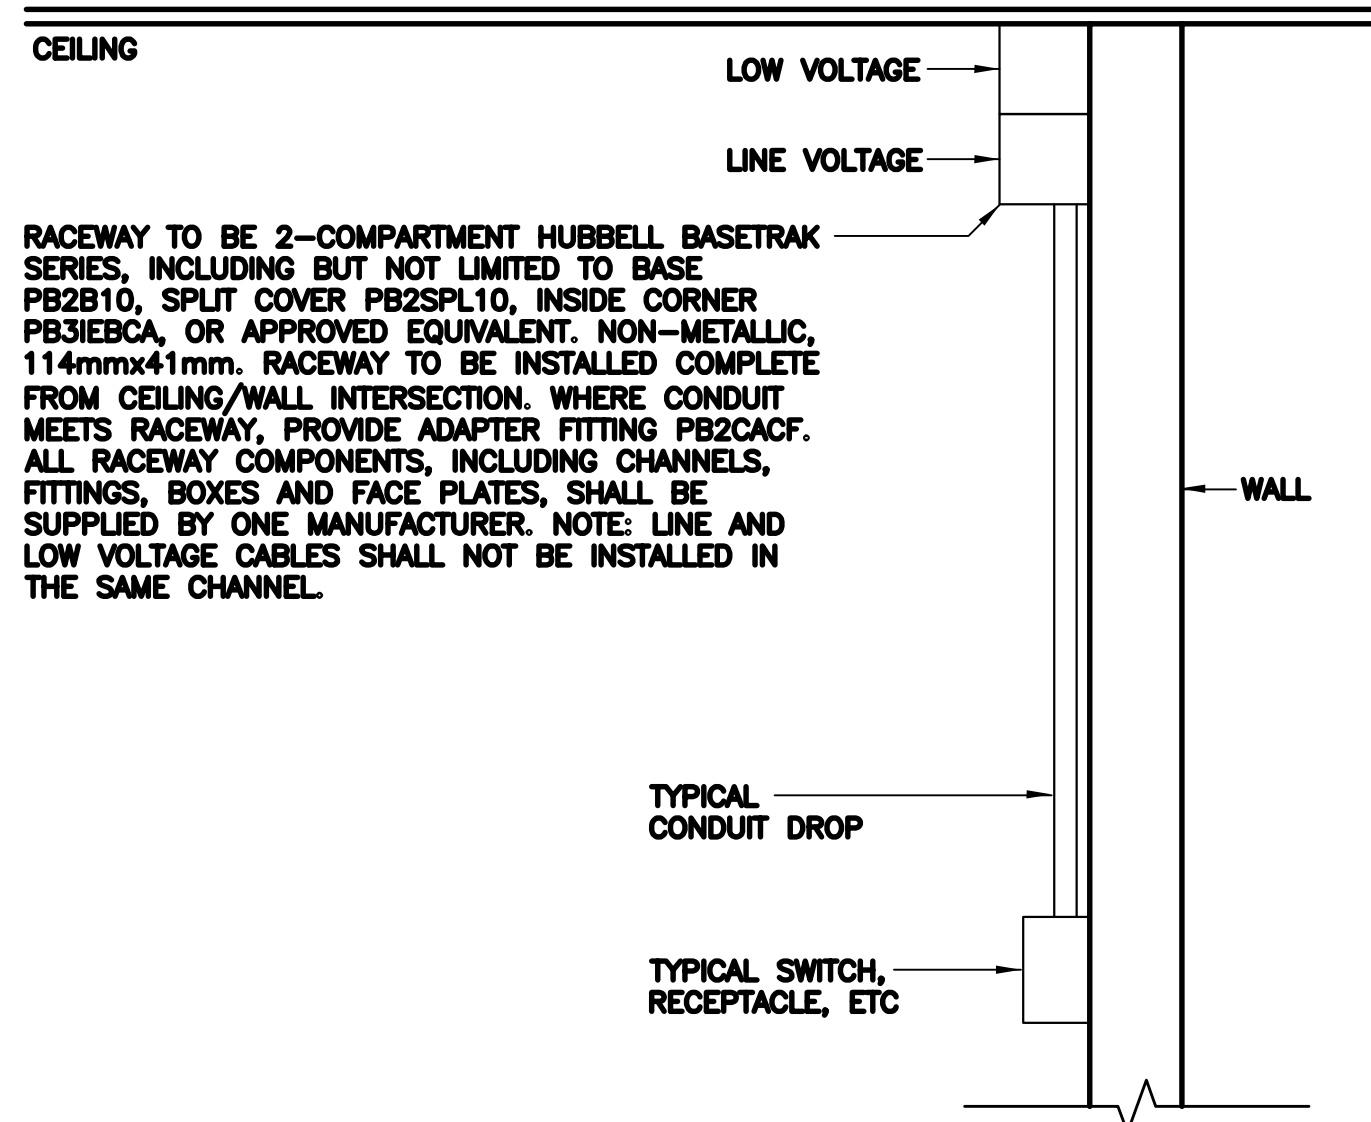 CEILING
LOW VOLTAGE
LINE VOLTAGE
RACEWAY TO BE 2-COMPARTMENT HUBBELL BASETRAK
SERIES, INCLUDING BUT NOT LIMITED TO BASE
PB2B10, SPLIT COVER PB2SPL10, INSIDE CORNER
PB3IEBCA, OR APPROVED EQUIVALENT. NON-METALLIC,
114mmx41mm. RACEWAY TO BE INSTALLED COMPLETE
FROM CEILING/WALL INTERSECTION. WHERE CONDUIT
MEETS RACEWAY, PROVIDE ADAPTER FITTING PB2CACF.
ALL RACEWAY COMPONENTS, INCLUDING CHANNELS,
FITTINGS, BOXES AND FACE PLATES, SHALL BE
SUPPLIED BY ONE MANUFACTURER. NOTE: LINE AND
LOW VOLTAGE CABLES SHALL NOT BE INSTALLED IN
THE SAME CHANNEL.
WALL
TYPICAL
CONDUIT DROP
TYPICAL SWITCH,
RECEPTACLE, ETC